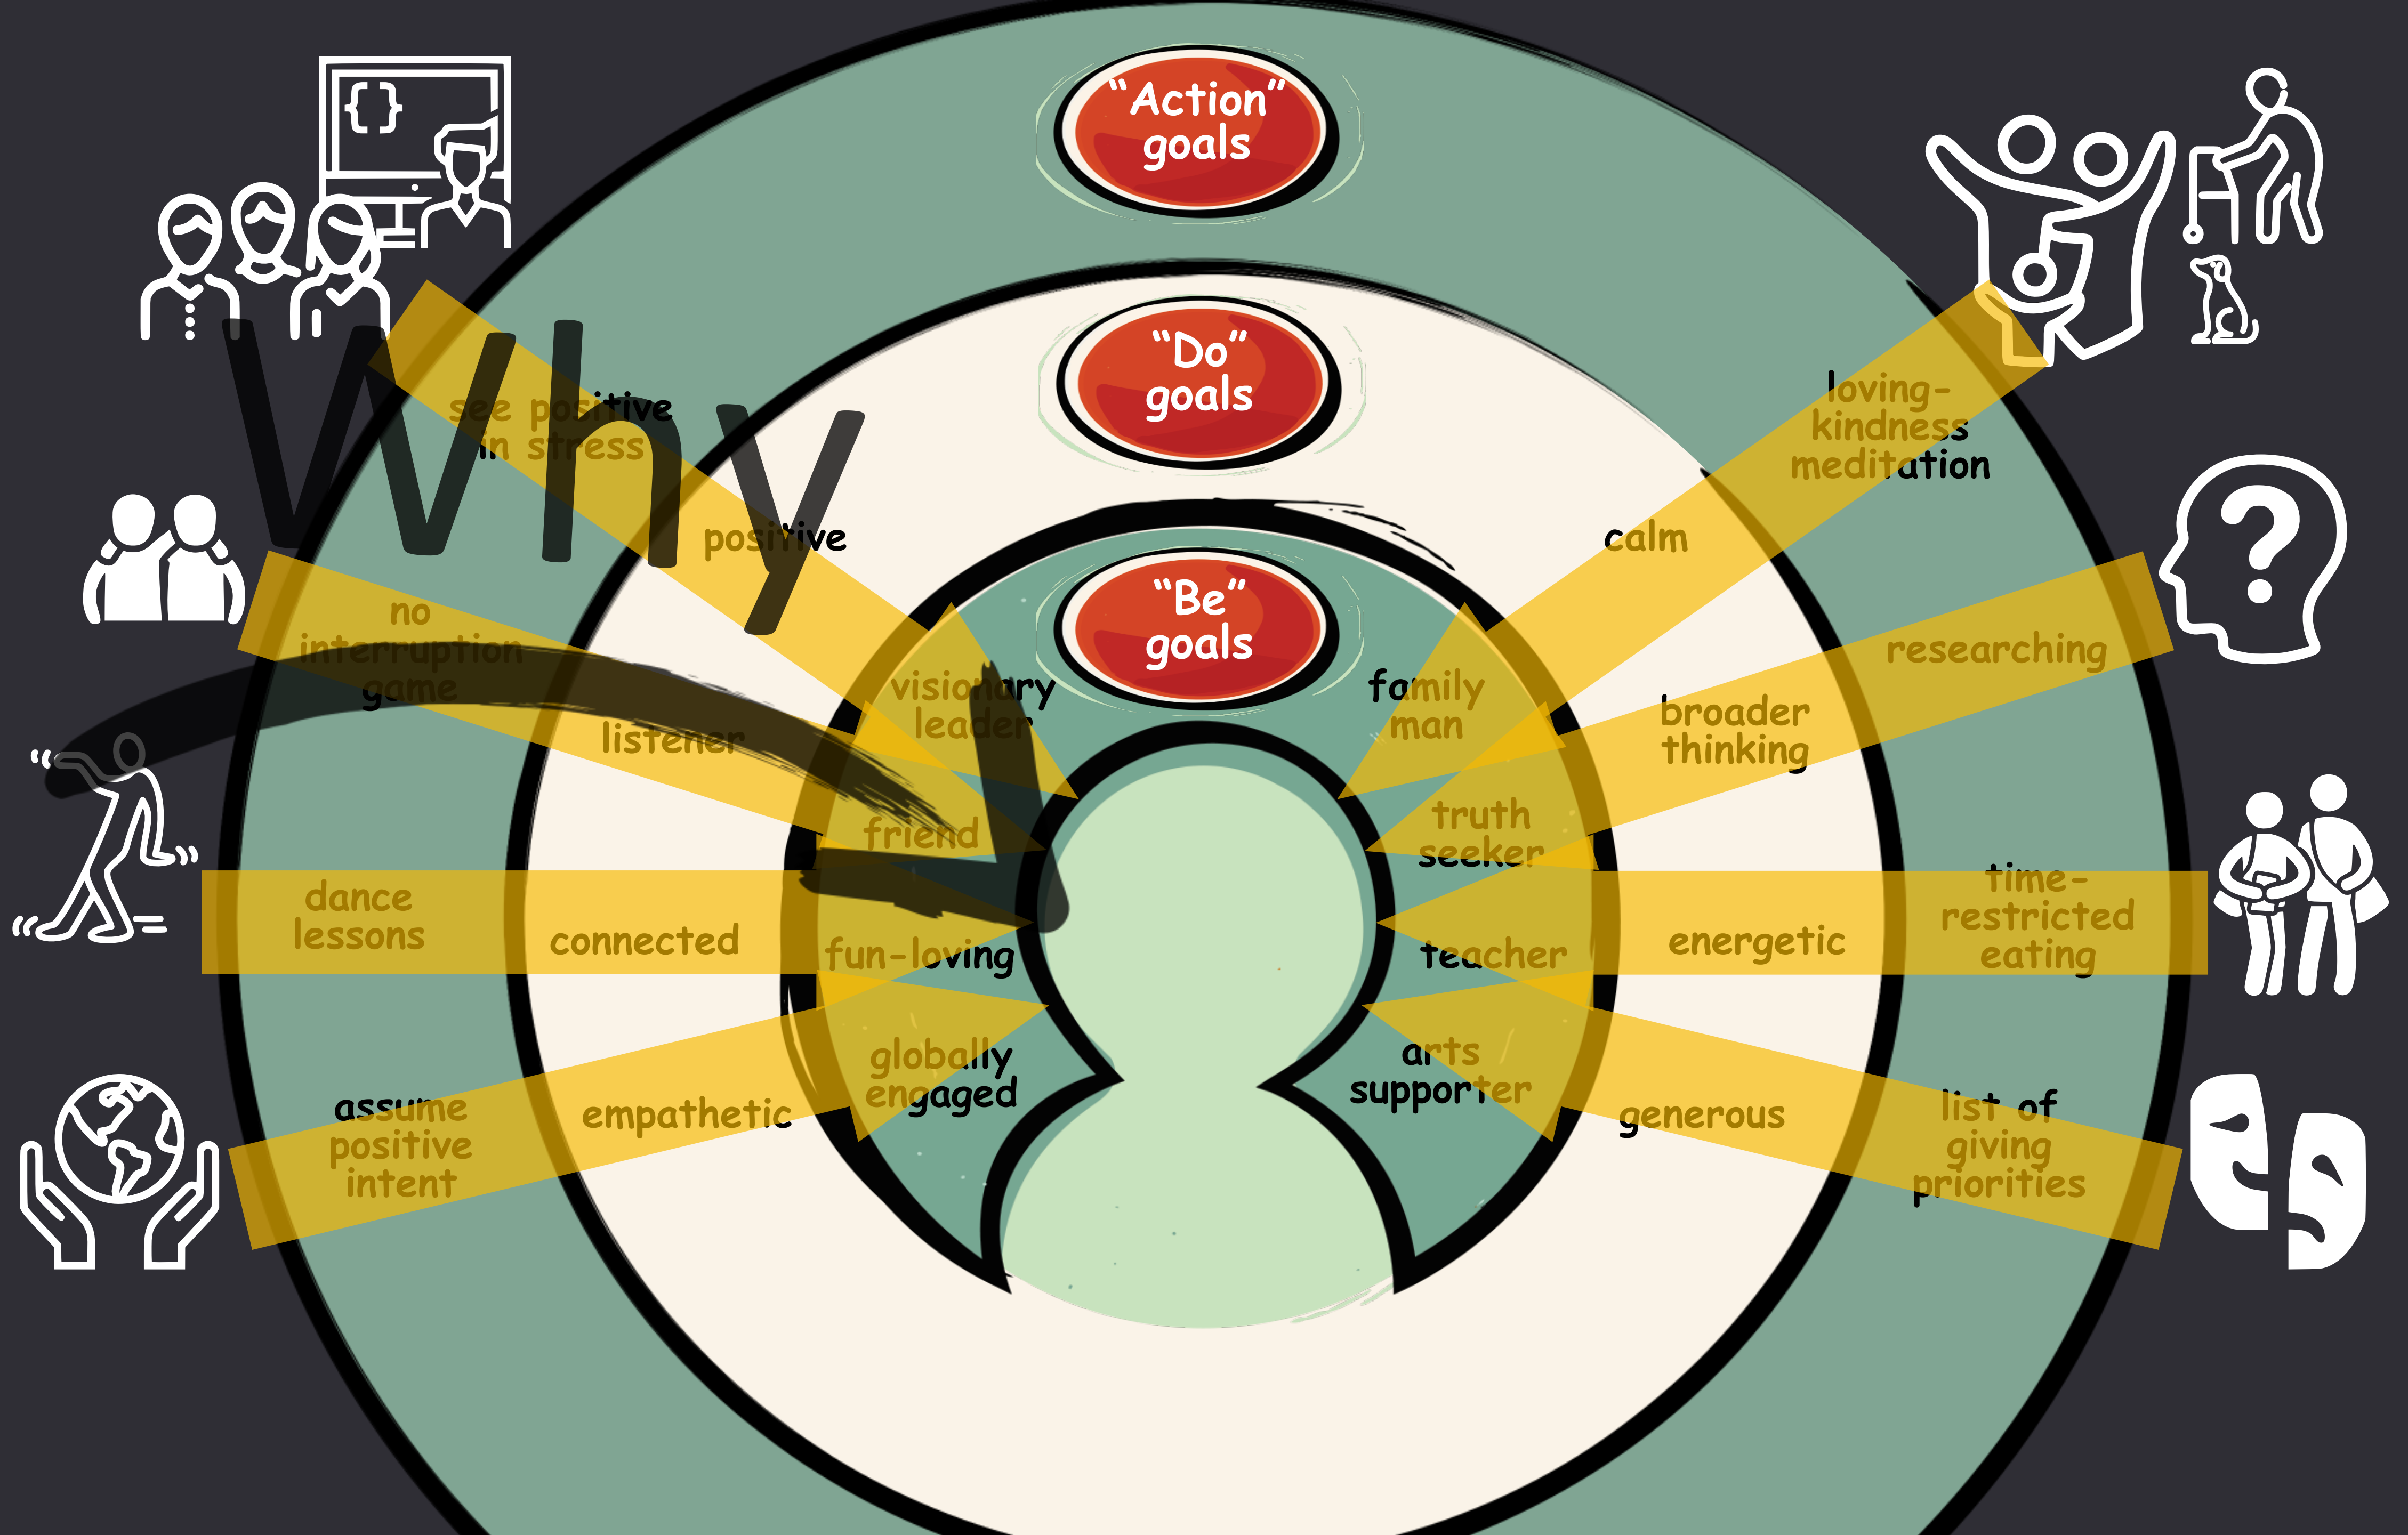 {}
"Action"
goals
"Do"
goals
"Be"
goals
Why
see positive
in stress
positive
visionary
leader
no
interruption
game
listener
friend
dance
lessons
connected
fun-loving
assume
positive
intent
empathetic
globally
engaged
loving-
kindness
meditation
calm
family
man
researching
broader
thinking
truth
seeker
time-
restricted
eating
energetic
teacher
list of
giving
priorities
generous
arts
supporter
?